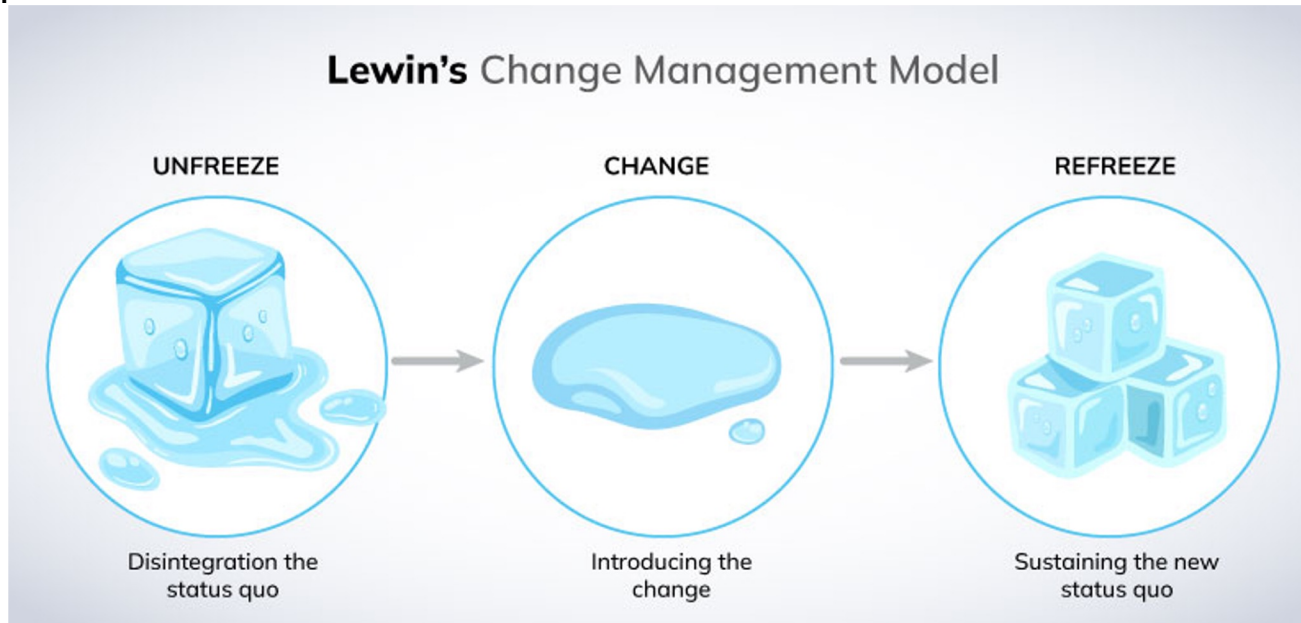 Lewin's Change Management Model
UNFREEZE
CHANGE
REFREEZE
Disintegration the
status quo
Introducing the
change
Sustaining the new
status quo